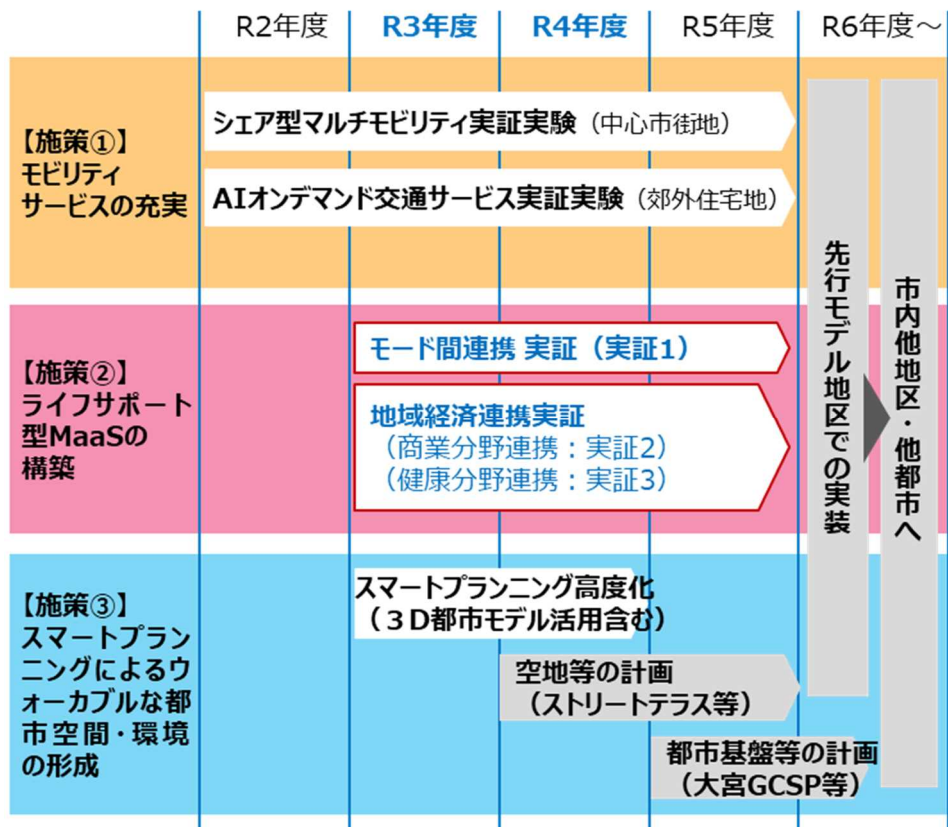 R2年度 R3年度 R4年度 R5年度 R6年度～
【施策①】
モビリティ
サービスの充実
シェア型マルチモビリティ実証実験（中心市街地）
AIオンデマンド交通サービス実証実験（郊外住宅地）
【施策②】
ライフサポート
型MaaSの
構築
モード間連携 実証（実証1）
地域経済連携実証
（商業分野連携：実証2）
（健康分野連携：実証3）
【施策③】
スマートプラン
ニングによるウ
ォーカブルな都
市空間・環境
の形成
スマートプランニング高度化
（３D都市モデル活用含む）
空地等の計画
（ストリートテラス等）
都市基盤等の計画
（大宮GCSP等）
先行モデル地区での実装
市内他地区・他都市へ